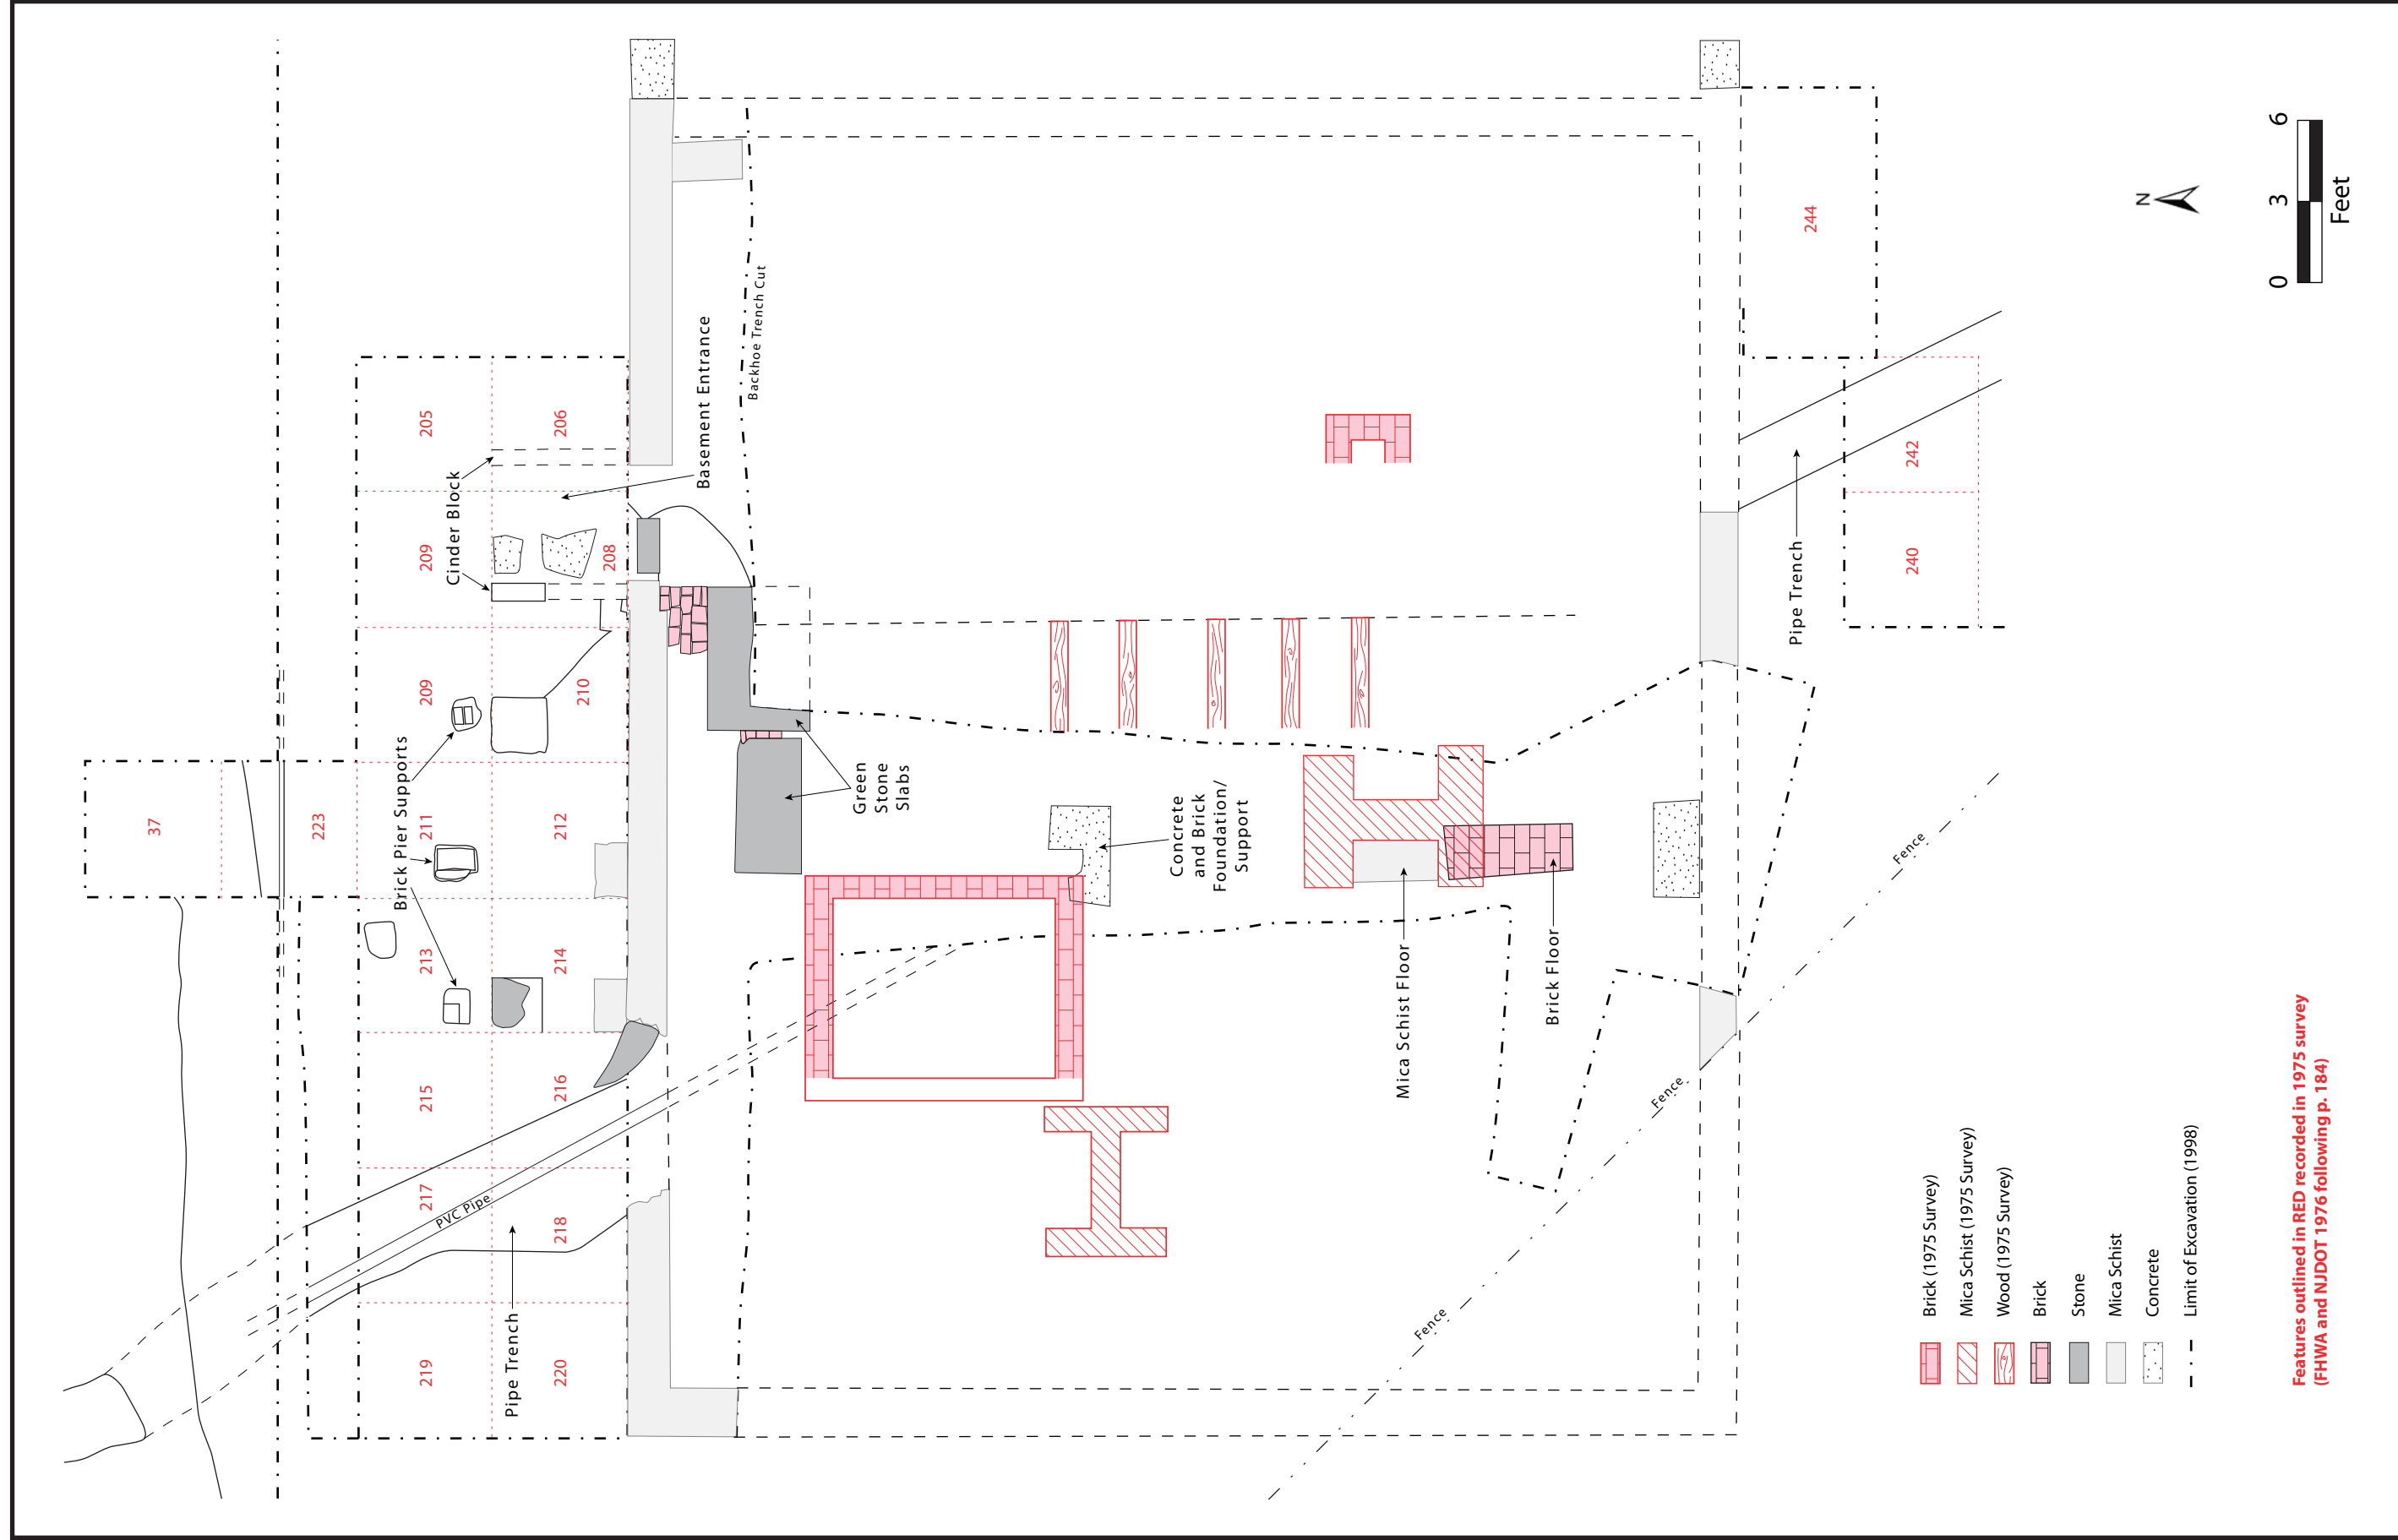 37
223
205
206
209
208
209
210
211
212
213
214
215
216
217
218
219
220
244
242
240
Cinder Block
Basement Entrance
Backhoe Trench Cut
Brick Pier Supports
Green
Stone
Slabs
Concrete
and Brick
Foundation/
Support
Mica Schist Floor
Brick Floor
Pipe Trench
PVC Pipe
Pipe Trench
Fence
Fence
Fence
N
0 3 6
Feet
Brick (1975 Survey)
Mica Schist (1975 Survey)
Wood (1975 Survey)
Brick
Stone
Mica Schist
Concrete
Limit of Excavation (1998)
Features outlined in RED recorded in 1975 survey
(FHWA and NJDOT 1976 following p. 184)